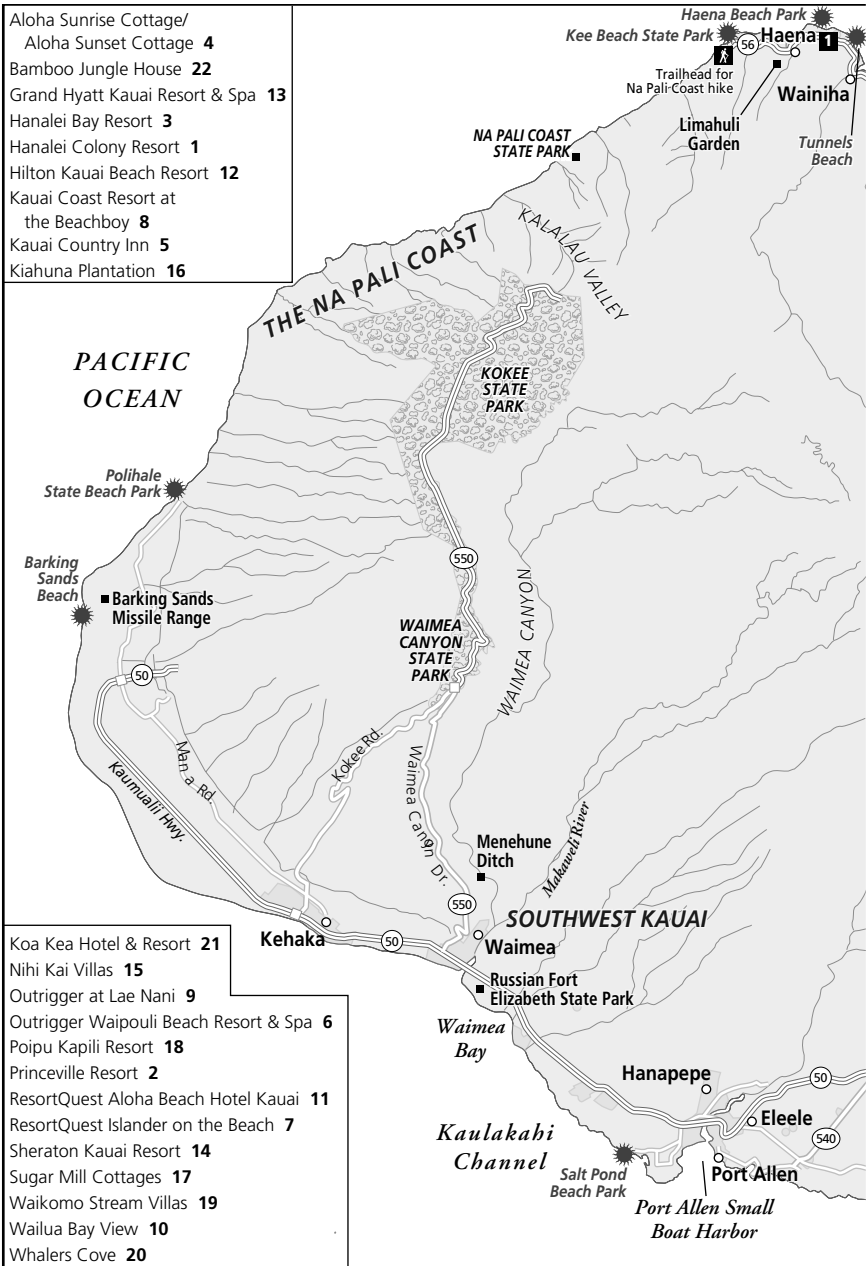 Aloha Sunrise Cottage/
Aloha Sunset Cottage 4
Bamboo Jungle House 22
Grand Hyatt Kauai Resort & Spa 13
Hanalei Bay Resort 3
Hanalei Colony Resort 1
Hilton Kauai Beach Resort 12
Kauai Coast Resort at
the Beachboy 8
Kauai Country Inn 5
Kiahuna Plantation 16
Haena Beach Park
Kee Beach State Park
56
Haena
1
Trailhead for
Na Pali Coast hike
Wainiha
Limahuli
Garden
Tunnels
Beach
NA PALI COAST
STATE PARK
KALALAU VALLEY
THE NA PALI COAST
PACIFIC
OCEAN
KOKEE
STATE
PARK
Polihale
State Beach Park
550
Barking
Sands
Beach
Barking Sands
Missile Range
WAIMEA
CANYON
STATE
PARK
WAIMEA CANYON
50
Kokee Rd.
Man a Rd.
Waimea Canyon Dr.
Kaumualii Hwy.
Makaweli River
Menehune
Ditch
550
SOUTHWEST KAUAI
Kehaka
50
Waimea
Russian Fort
Elizabeth State Park
Waimea
Bay
Hanapepe
50
Eleele
540
Kaulakahi
Channel
Salt Pond
Beach Park
Port Allen
Port Allen Small
Boat Harbor
Koa Kea Hotel & Resort 21
Nihi Kai Villas 15
Outrigger at Lae Nani 9
Outrigger Waipouli Beach Resort & Spa 6
Poipu Kapili Resort 18
Princeville Resort 2
ResortQuest Aloha Beach Hotel Kauai 11
ResortQuest Islander on the Beach 7
Sheraton Kauai Resort 14
Sugar Mill Cottages 17
Waikomo Stream Villas 19
Wailua Bay View 10
Whalers Cove 20